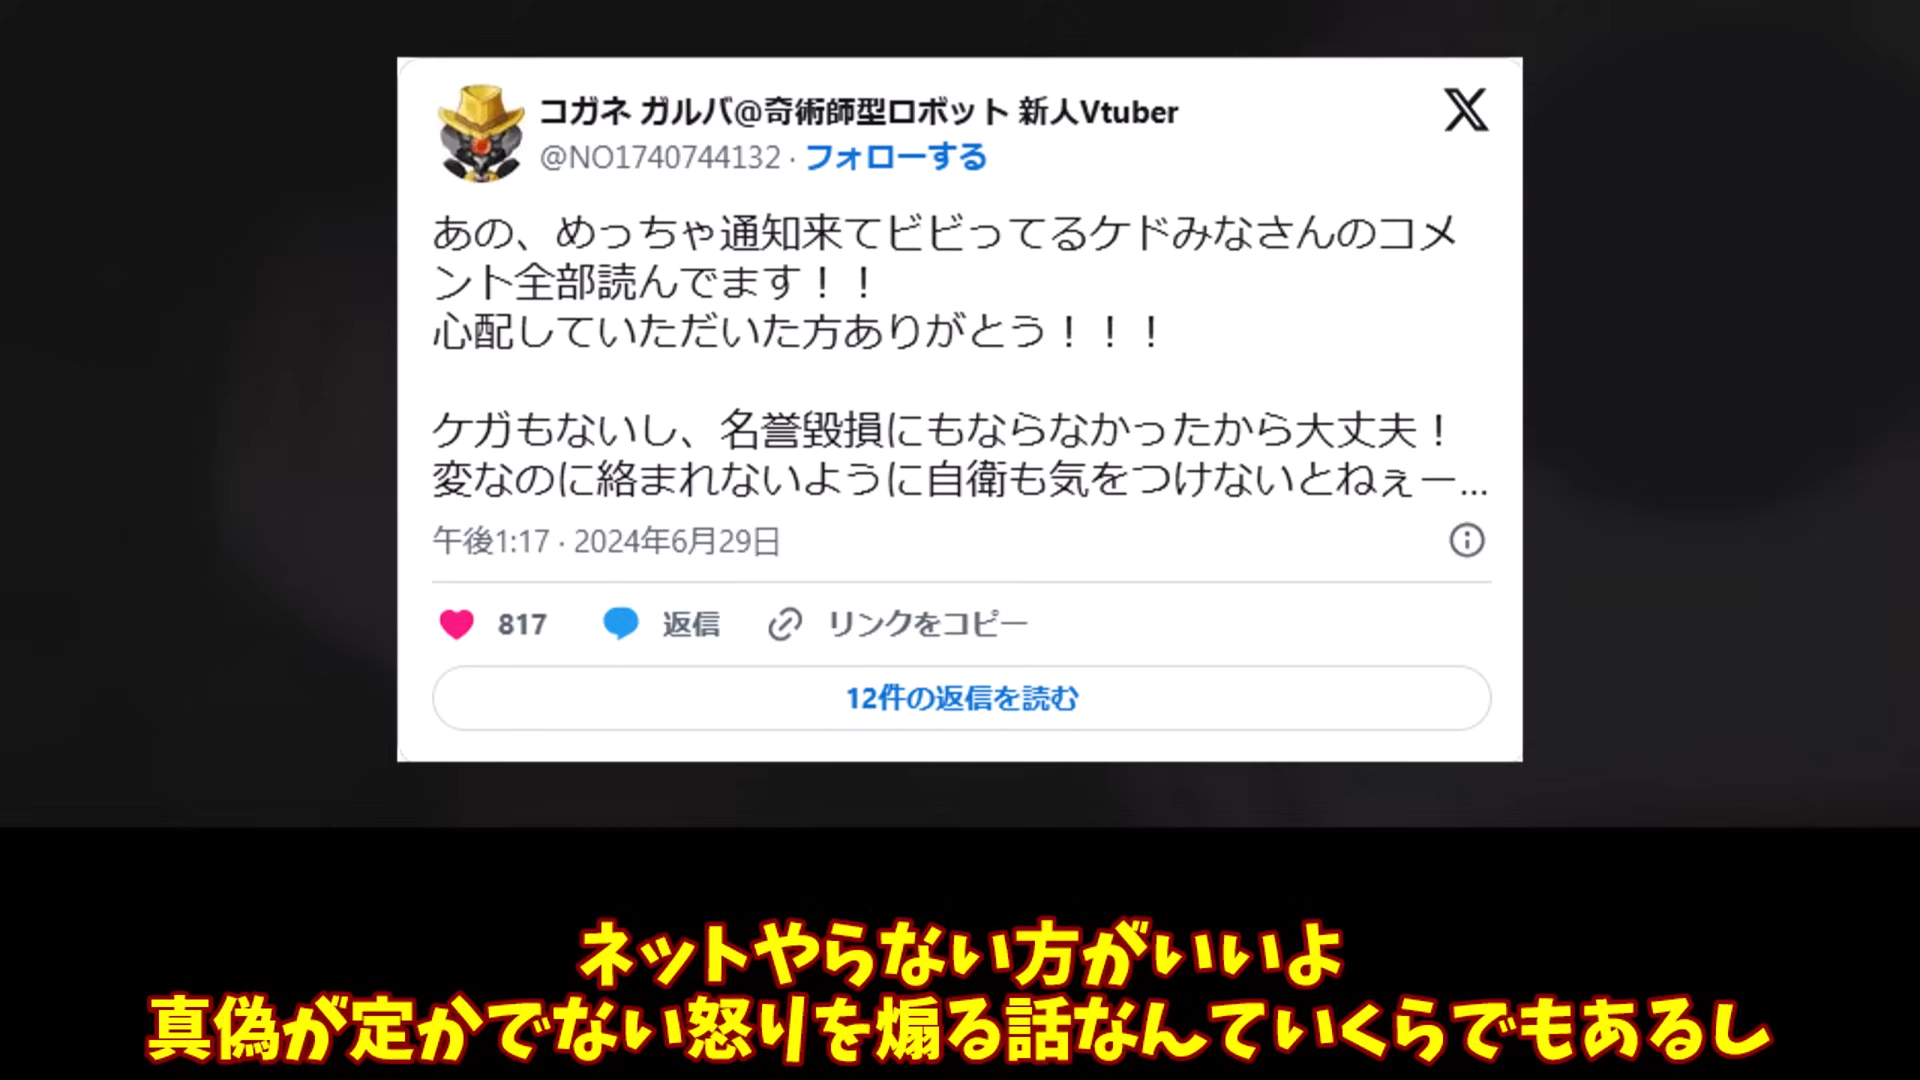 コガネ ガルバ@奇術師型ロボット 新人Vtuber
@NO1740744132 · フォローする
あの、めっちゃ通知来てビビってるケドみなさんのコメ
ント全部読んでます！！
心配していただいた方ありがとう！！！
ケガもないし、名誉毀損にもならなかったから大丈夫！
変なのに絡まれないように自衛も気をつけないとねぇー...
午後1:17 · 2024年6月29日
817 返信 リンクをコピー
12件の返信を読む
ネットやらない方がいいよ
真偽が定かでない怒りを煽る話なんていくらでもあるし